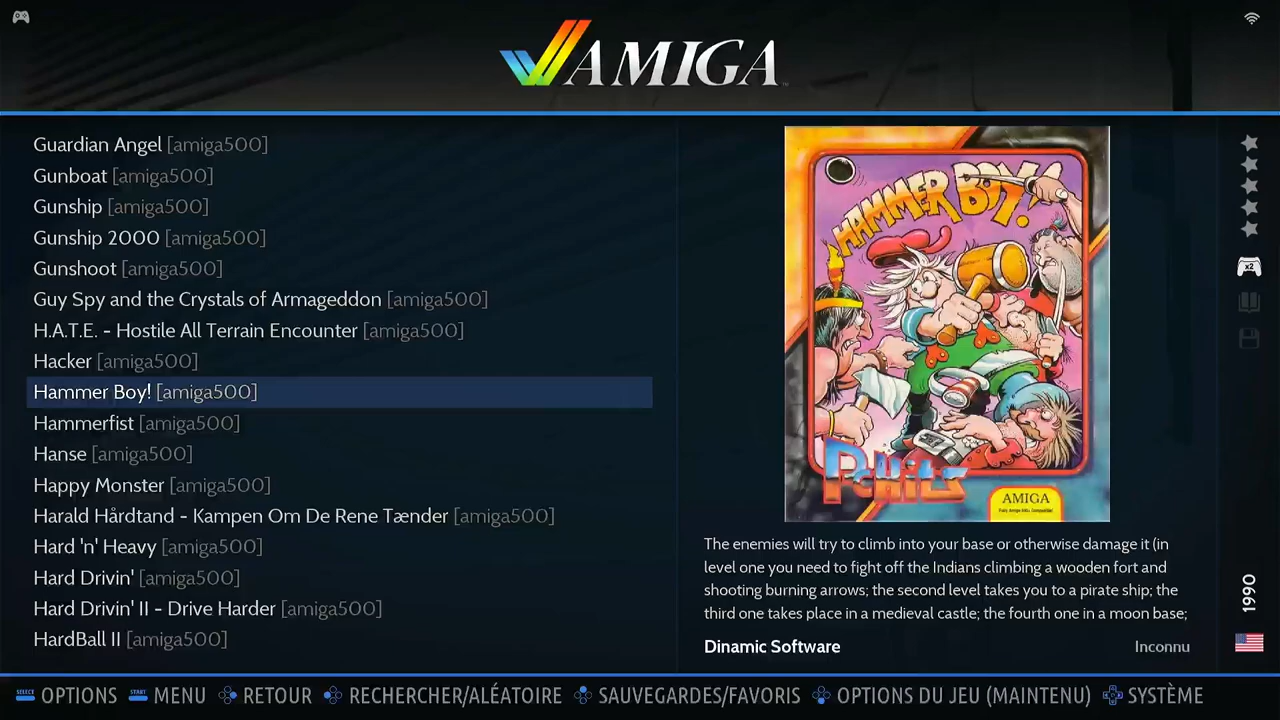 AMIGA
Guardian Angel [amiga500]
Gunboat [amiga500]
Gunship [amiga500]
Gunship 2000 [amiga500]
Gunshoot [amiga500]
Guy Spy and the Crystals of Armageddon [amiga500]
H.A.T.E. - Hostile All Terrain Encounter [amiga500]
Hacker [amiga500]
Hammer Boy! [amiga500]
Hammerfist [amiga500]
Hanse [amiga500]
Happy Monster [amiga500]
Harald Hårdtand - Kampen Om De Rene Tænder [amiga500]
Hard 'n' Heavy [amiga500]
Hard Drivin' [amiga500]
Hard Drivin' II - Drive Harder [amiga500]
HardBall II [amiga500]
HAMMER BOY!
PcHits
AMIGA
The enemies will try to climb into your base or otherwise damage it (in
level one you need to fight off the Indians climbing a wooden fort and
shooting burning arrows; the second level takes you to a pirate ship; the
third one takes place in a medieval castle; the fourth one in a moon base;
Dinamic Software
Inconnu
x2
1990
SELECT OPTIONS START MENU RETOUR RECHERCHER/ALÉATOIRE SAUVEGARDES/FAVORIS OPTIONS DU JEU (MAINTENU) SYSTÈME